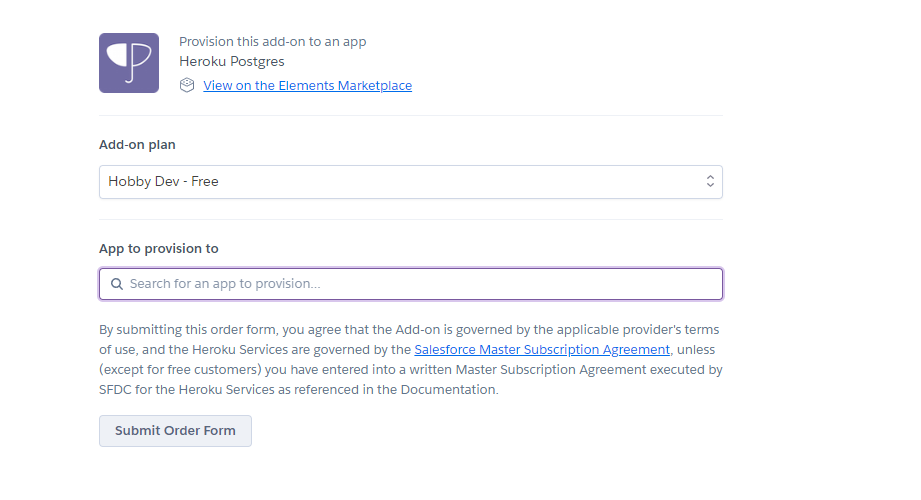 Provision this add-on to an app
Heroku Postgres
View on the Elements Marketplace
Add-on plan
Hobby Dev - Free
App to provision to
Search for an app to provision...
By submitting this order form, you agree that the Add-on is governed by the applicable provider's terms
of use, and the Heroku Services are governed by the Salesforce Master Subscription Agreement, unless
(except for free customers) you have entered into a written Master Subscription Agreement executed by
SFDC for the Heroku Services as referenced in the Documentation.
Submit Order Form